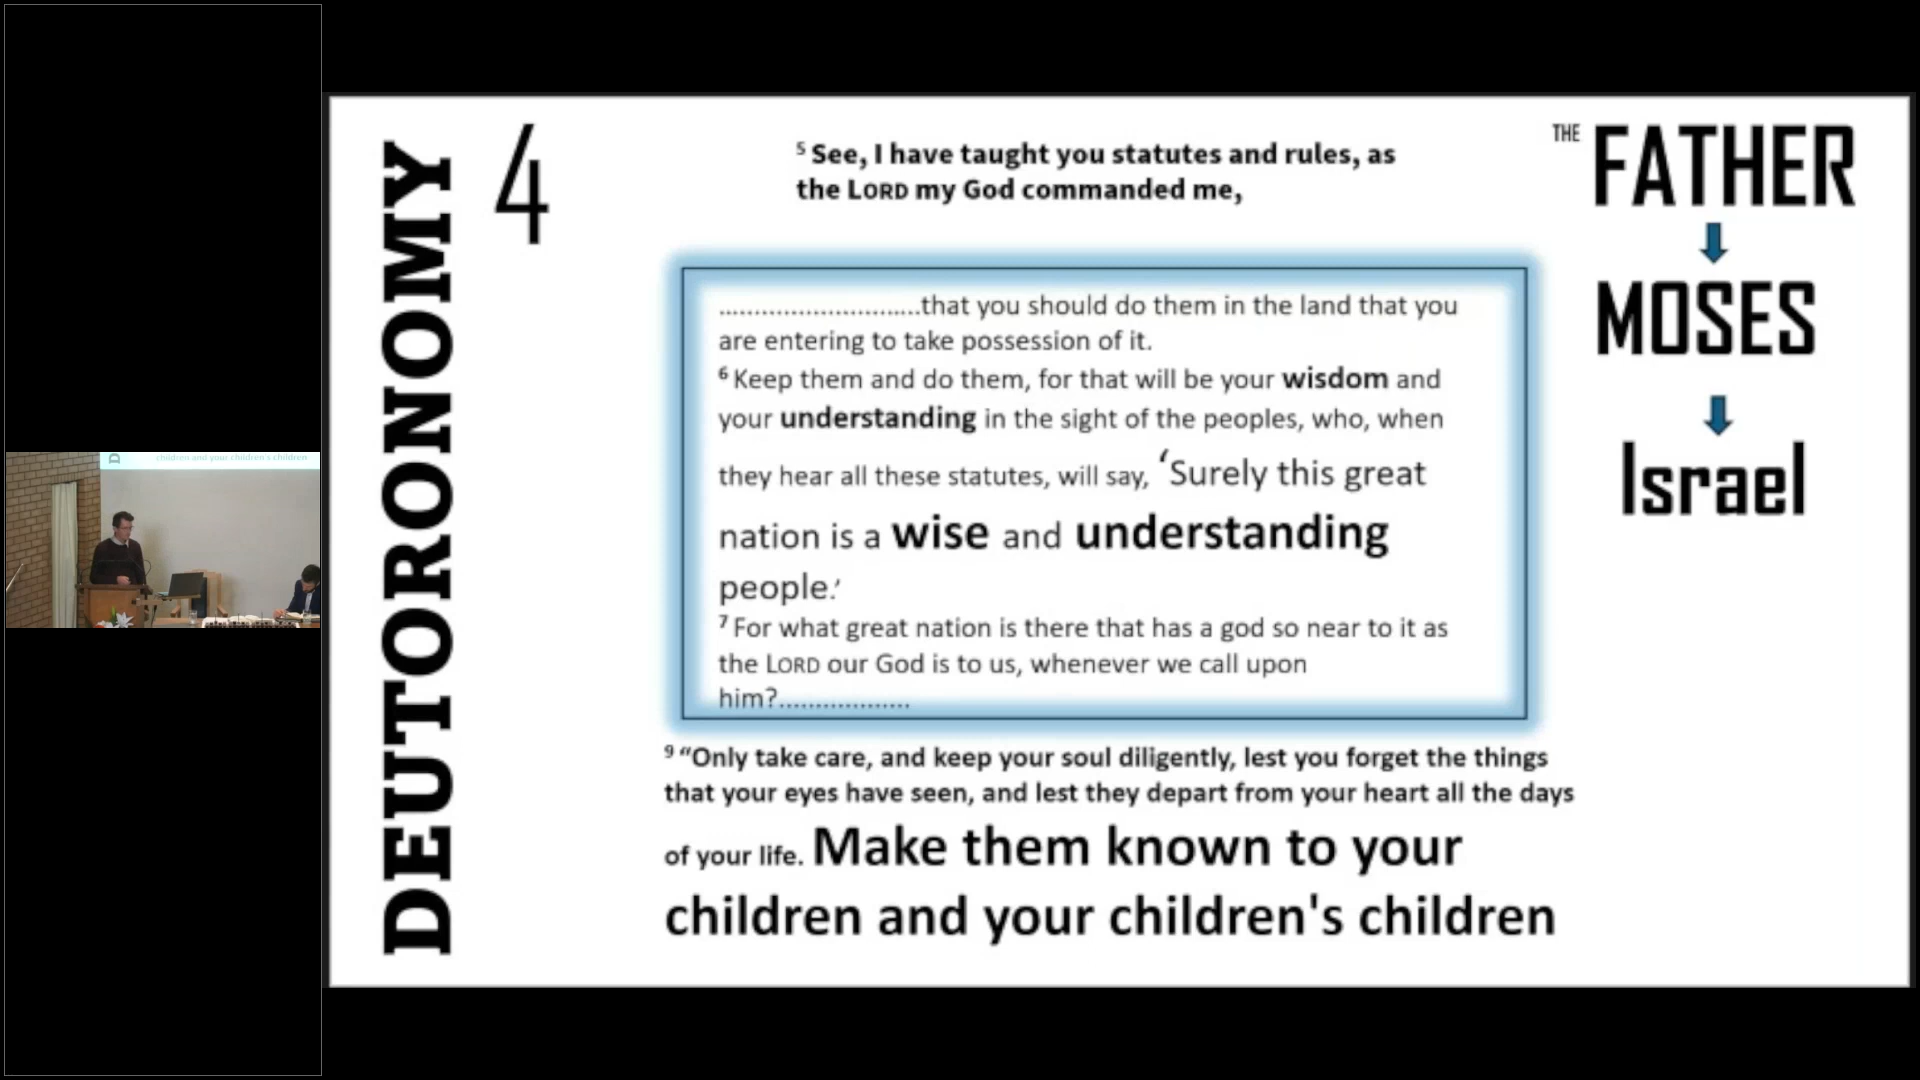 DEUTORONOMY
4
5 See, I have taught you statutes and rules, as
the LORD my God commanded me,
............................that you should do them in the land that you
are entering to take possession of it.
6 Keep them and do them, for that will be your wisdom and
your understanding in the sight of the peoples, who, when
they hear all these statutes, will say, ‘Surely this great
nation is a wise and understanding
people.’
7 For what great nation is there that has a god so near to it as
the LORD our God is to us, whenever we call upon
him?..................
9 “Only take care, and keep your soul diligently, lest you forget the things
that your eyes have seen, and lest they depart from your heart all the days
of your life. Make them known to your
children and your children's children
THE FATHER
MOSES
Israel
D
children and your children's children